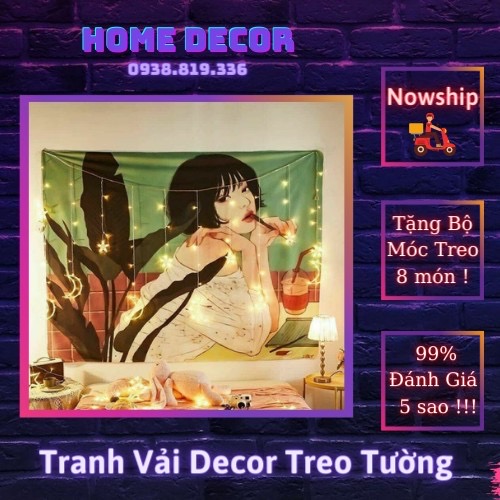 HOME DECOR
0938.819.336
Nowship
Tặng Bộ
Móc Treo
8 món !
99%
Đánh Giá
5 sao !!!
Tranh Vải Decor Treo Tường